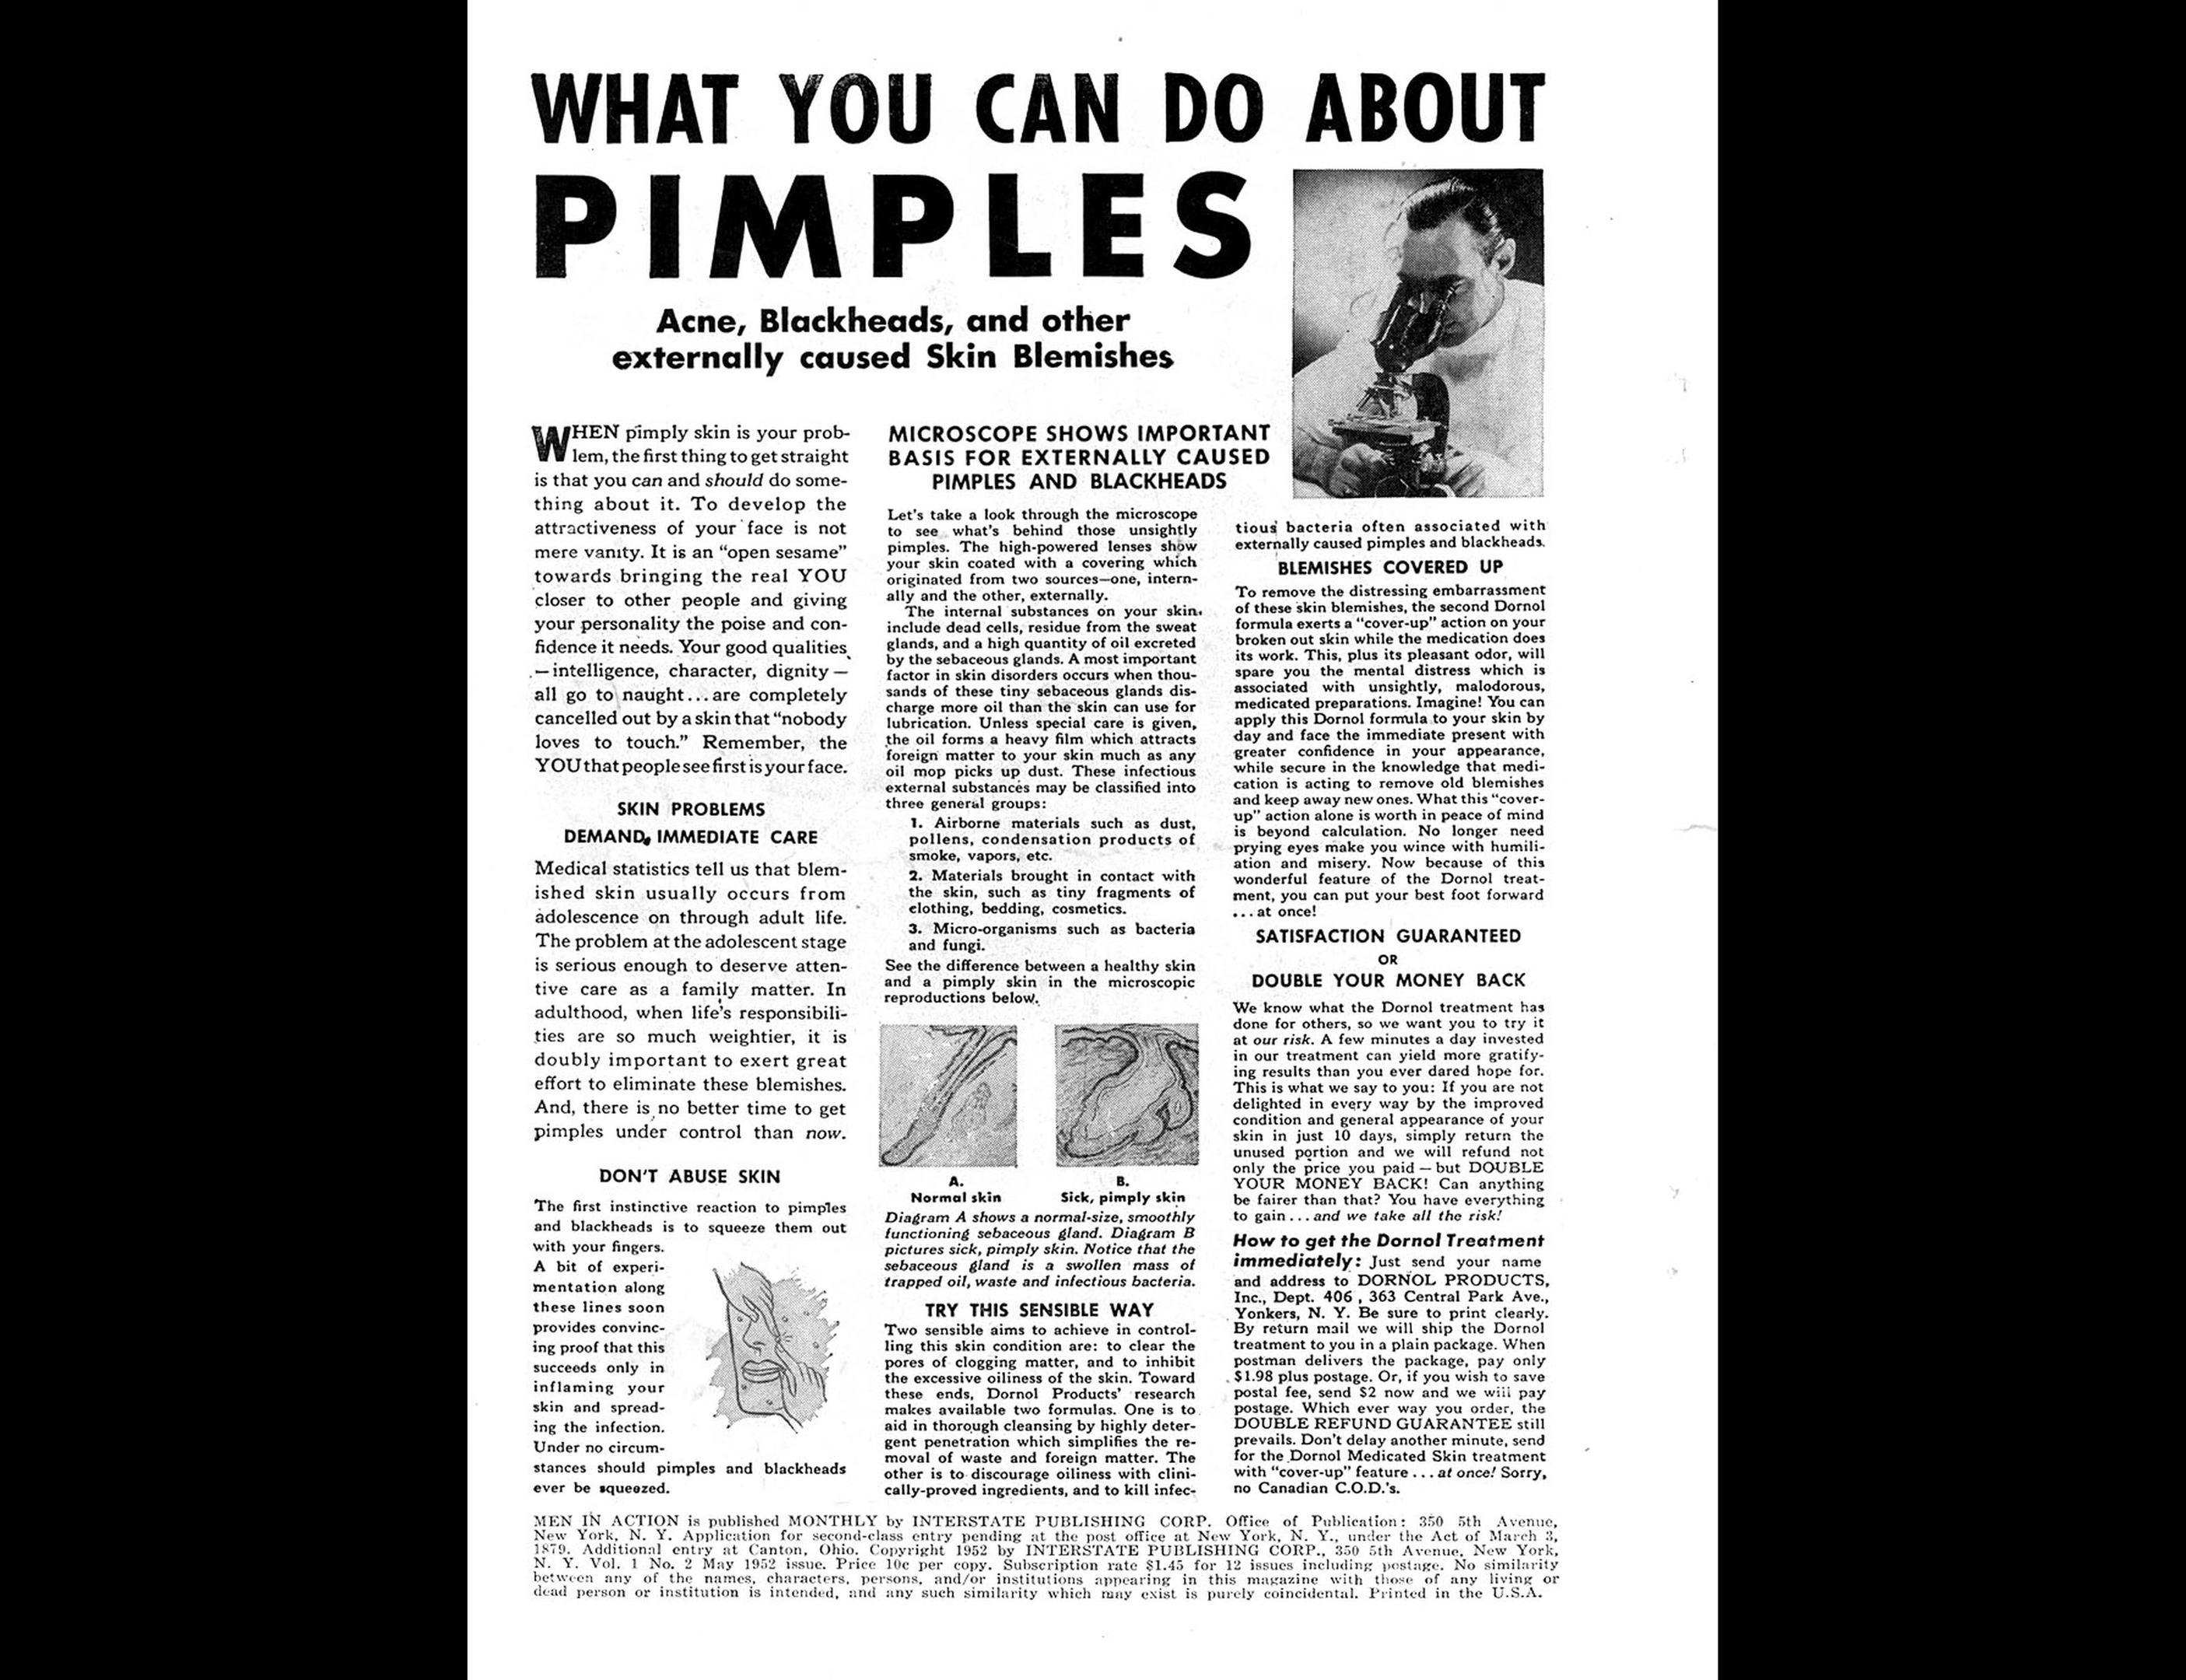 WHAT YOU CAN DO ABOUT
PIMPLES
Acne, Blackheads, and other
externally caused Skin Blemishes
WHEN pimply skin is your prob-
lem, the first thing to get straight
is that you can and should do some-
thing about it. To develop the
attractiveness of your face is not
mere vanity. It is an "open sesame"
towards bringing the real YOU
closer to other people and giving
your personality the poise and con-
fidence it needs. Your good qualities
—intelligence, character, dignity—
all go to naught...are completely
cancelled out by a skin that "nobody
loves to touch." Remember, the
YOU that people see first is your face.
SKIN PROBLEMS
DEMAND IMMEDIATE CARE
Medical statistics tell us that blem-
ished skin usually occurs from
adolescence on through adult life.
The problem at the adolescent stage
is serious enough to deserve atten-
tive care as a family matter. In
adulthood, when life's responsibili-
ties are so much weightier, it is
doubly important to exert great
effort to eliminate these blemishes.
And, there is no better time to get
pimples under control than now.
DON'T ABUSE SKIN
The first instinctive reaction to pimples
and blackheads is to squeeze them out
with your fingers.
A bit of experi-
mentation along
these lines soon
provides convinc-
ing proof that this
succeeds only in
inflaming your
skin and spread-
ing the infection.
Under no circum-
stances should pimples and blackheads
ever be squeezed.
MICROSCOPE SHOWS IMPORTANT
BASIS FOR EXTERNALLY CAUSED
PIMPLES AND BLACKHEADS
Let's take a look through the microscope
to see what's behind those unsightly
pimples. The high-powered lenses show
your skin coated with a covering which
originated from two sources—one, intern-
ally and the other, externally.
The internal substances on your skin
include dead cells, residue from the sweat
glands, and a high quantity of oil excreted
by the sebaceous glands. A most important
factor in skin disorders occurs when thou-
sands of these tiny sebaceous glands dis-
charge more oil than the skin can use for
lubrication. Unless special care is given,
the oil forms a heavy film which attracts
foreign matter to your skin much as any
oil mop picks up dust. These infectious
external substances may be classified into
three general groups:
1. Airborne materials such as dust,
pollens, condensation products of
smoke, vapors, etc.
2. Materials brought in contact with
the skin, such as tiny fragments of
clothing, bedding, cosmetics.
3. Micro-organisms such as bacteria
and fungi.
See the difference between a healthy skin
and a pimply skin in the microscopic
reproductions below.
A.
Normal skin
B.
Sick, pimply skin
Diagram A shows a normal-size, smoothly
functioning sebaceous gland. Diagram B
pictures sick, pimply skin. Notice that the
sebaceous gland is a swollen mass of
trapped oil, waste and infectious bacteria.
TRY THIS SENSIBLE WAY
Two sensible aims to achieve in control-
ling this skin condition are: to clear the
pores of clogging matter, and to inhibit
the excessive oiliness of the skin. Toward
these ends, Dornol Products' research
makes available two formulas. One is to
aid in thorough cleansing by highly deter-
gent penetration which simplifies the re-
moval of waste and foreign matter. The
other is to discourage oiliness with clini-
cally-proved ingredients, and to kill infec-
tious bacteria often associated with
externally caused pimples and blackheads.
BLEMISHES COVERED UP
To remove the distressing embarrassment
of these skin blemishes, the second Dornol
formula exerts a "cover-up" action on your
broken out skin while the medication does
its work. This, plus its pleasant odor, will
spare you the mental distress which is
associated with unsightly, malodorous,
medicated preparations. Imagine! You can
apply this Dornol formula to your skin by
day and face the immediate present with
greater confidence in your appearance,
while secure in the knowledge that medi-
cation is acting to remove old blemishes
and keep away new ones. What this "cover-
up" action alone is worth in peace of mind
is beyond calculation. No longer need
prying eyes make you wince with humili-
ation and misery. Now because of this
wonderful feature of the Dornol treat-
ment, you can put your best foot forward
...at once!
SATISFACTION GUARANTEED
OR
DOUBLE YOUR MONEY BACK
We know what the Dornol treatment has
done for others, so we want you to try it
at our risk. A few minutes a day invested
in our treatment can yield more gratify-
ing results than you ever dared hope for.
This is what we say to you: If you are not
delighted in every way by the improved
condition and general appearance of your
skin in just 10 days, simply return the
unused portion and we will refund not
only the price you paid — but DOUBLE
YOUR MONEY BACK! Can anything
be fairer than that? You have everything
to gain...and we take all the risk!
How to get the Dornol Treatment
immediately: Just send your name
and address to DORNOL PRODUCTS,
Inc., Dept. 406, 363 Central Park Ave.,
Yonkers, N. Y. Be sure to print clearly.
By return mail we will ship the Dornol
treatment to you in a plain package. When
postman delivers the package, pay only
$1.98 plus postage. Or, if you wish to save
postal fee, send $2 now and we will pay
postage. Which ever way you order, the
DOUBLE REFUND GUARANTEE still
prevails. Don't delay another minute, send
for the Dornol Medicated Skin treatment
with "cover-up" feature...at once! Sorry,
no Canadian C.O.D.'s.
MEN IN ACTION is published MONTHLY by INTERSTATE PUBLISHING CORP. Office of Publication: 350 5th Avenue,
New York, N. Y. Application for second-class entry pending at the post office at New York, N. Y., under the Act of March 3,
1879. Additional entry at Canton, Ohio. Copyright 1952 by INTERSTATE PUBLISHING CORP., 350 5th Avenue, New York,
N. Y. Vol. 1 No. 2 May 1952 issue. Price 10c per copy. Subscription rate $1.45 for 12 issues including postage. No similarity
between any of the names, characters, persons, and/or institutions appearing in this magazine with those of any living or
dead person or institution is intended, and any such similarity which may exist is purely coincidental. Printed in the U.S.A.